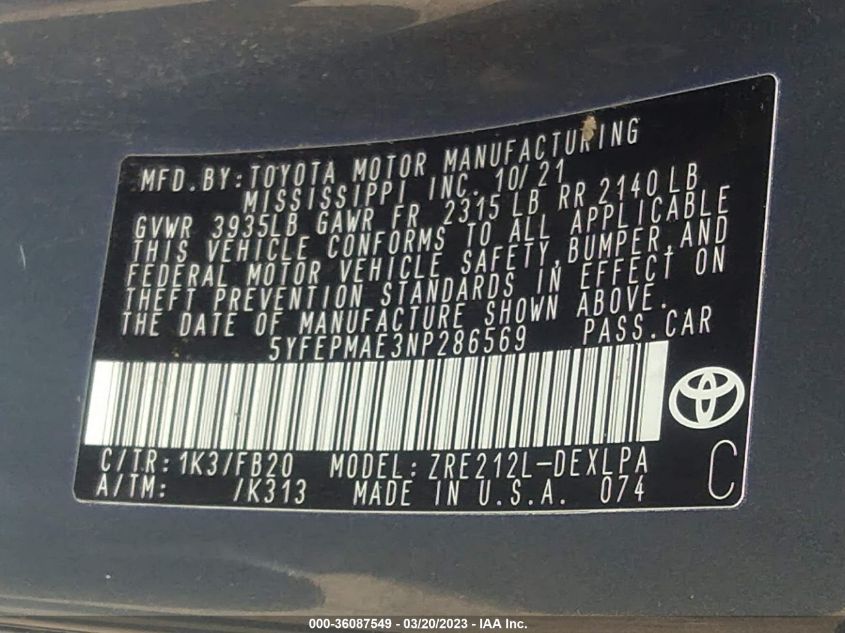 MFD. BY: TOYOTA MOTOR MANUFACTURING
MISSISSIPPI INC. 10/21
GVWR 3935LB GAWR FR 2315 LB RR 2140 LB
THIS VEHICLE CONFORMS TO ALL APPLICABLE
FEDERAL MOTOR VEHICLE SAFETY, BUMPER, AND
THEFT PREVENTION STANDARDS IN EFFECT ON
THE DATE OF MANUFACTURE SHOWN ABOVE.
5YFEPMAE3NP286569 PASS. CAR
C/TR: 1K3/FB20 MODEL: ZRE212L-DEXLPA
A/TM: /K313 MADE IN U.S.A. 074
C
000-36087549 - 03/20/2023 - IAA Inc.